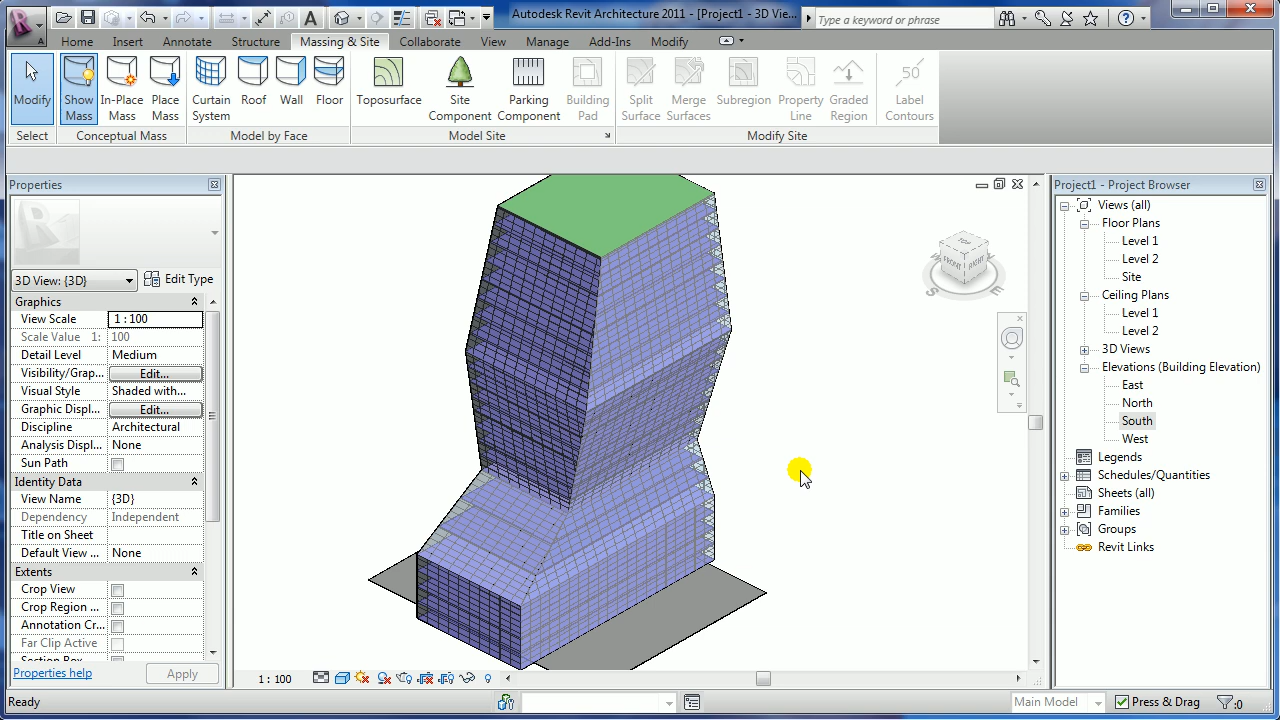 Autodesk Revit Architecture 2011 - [Project1 - 3D Vie...
Type a keyword or phrase
Home Insert Annotate Structure Massing & Site Collaborate View Manage Add-Ins Modify
Modify
Show Mass
In-Place Mass
Place Mass
Curtain System
Roof
Wall
Floor
Toposurface
Site Component
Parking Component
Building Pad
Split Surface
Merge Surfaces
Subregion
Property Line
Graded Region
50
Label Contours
Select Conceptual Mass Model by Face Model Site Modify Site
Properties
3D View: {3D} Edit Type
Graphics
View Scale 1 : 100
Scale Value 1: 100
Detail Level Medium
Visibility/Grap... Edit...
Visual Style Shaded with...
Graphic Displ... Edit...
Discipline Architectural
Analysis Displ... None
Sun Path
Identity Data
View Name {3D}
Dependency Independent
Title on Sheet
Default View ... None
Extents
Crop View
Crop Region ...
Annotation Cr...
Far Clip Active
Section Box
Properties help Apply
TOP
FRONT RIGHT
S E
1 : 100
Project1 - Project Browser
Views (all)
Floor Plans
Level 1
Level 2
Site
Ceiling Plans
Level 1
Level 2
3D Views
Elevations (Building Elevation)
East
North
South
West
Legends
Schedules/Quantities
Sheets (all)
Families
Groups
Revit Links
Ready Main Model Press & Drag :0